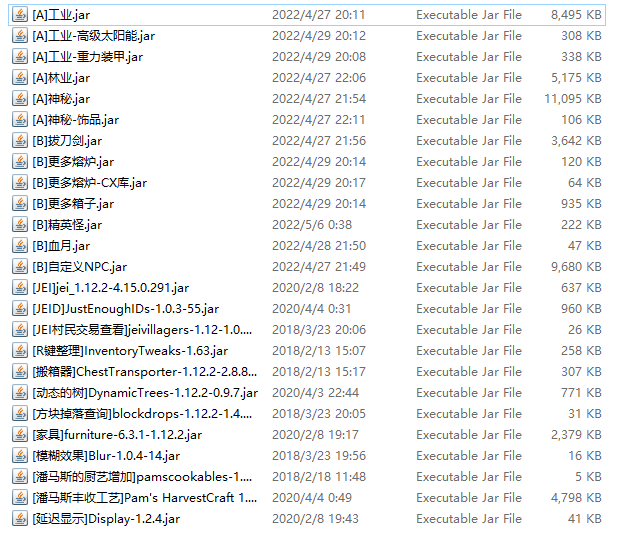 [A]工业.jar 2022/4/27 20:11 Executable Jar File 8,495 KB
[A]工业-高级太阳能.jar 2022/4/29 20:12 Executable Jar File 308 KB
[A]工业-重力装甲.jar 2022/4/29 20:08 Executable Jar File 338 KB
[A]林业.jar 2022/4/27 22:06 Executable Jar File 5,175 KB
[A]神秘.jar 2022/4/27 21:54 Executable Jar File 11,095 KB
[A]神秘-饰品.jar 2022/4/27 22:11 Executable Jar File 106 KB
[B]拔刀剑.jar 2022/4/27 21:56 Executable Jar File 3,642 KB
[B]更多熔炉.jar 2022/4/29 20:14 Executable Jar File 120 KB
[B]更多熔炉-CX库.jar 2022/4/29 20:17 Executable Jar File 64 KB
[B]更多箱子.jar 2022/4/29 20:14 Executable Jar File 935 KB
[B]精英怪.jar 2022/5/6 0:38 Executable Jar File 222 KB
[B]血月.jar 2022/4/28 21:50 Executable Jar File 47 KB
[B]自定义NPC.jar 2022/4/27 21:49 Executable Jar File 9,680 KB
[JEI]jei_1.12.2-4.15.0.291.jar 2020/2/8 18:22 Executable Jar File 637 KB
[JEID]JustEnoughIDs-1.0.3-55.jar 2020/4/4 0:31 Executable Jar File 960 KB
[JEI村民交易查看]jeivillagers-1.12-1.0.... 2018/3/23 20:06 Executable Jar File 26 KB
[R键整理]InventoryTweaks-1.63.jar 2018/2/13 15:07 Executable Jar File 258 KB
[搬箱器]ChestTransporter-1.12.2-2.8.8... 2018/2/13 15:17 Executable Jar File 307 KB
[动态的树]DynamicTrees-1.12.2-0.9.7.jar 2020/4/3 22:44 Executable Jar File 771 KB
[方块掉落查询]blockdrops-1.12.2-1.4.... 2018/3/23 20:05 Executable Jar File 31 KB
[家具]furniture-6.3.1-1.12.2.jar 2020/2/8 19:17 Executable Jar File 2,379 KB
[模糊效果]Blur-1.0.4-14.jar 2018/3/23 19:56 Executable Jar File 16 KB
[潘马斯的厨艺增加]pamscookables-1.... 2018/2/18 11:48 Executable Jar File 5 KB
[潘马斯丰收工艺]Pam's HarvestCraft 1.... 2020/4/4 0:49 Executable Jar File 4,798 KB
[延迟显示]Display-1.2.4.jar 2020/2/8 19:43 Executable Jar File 41 KB